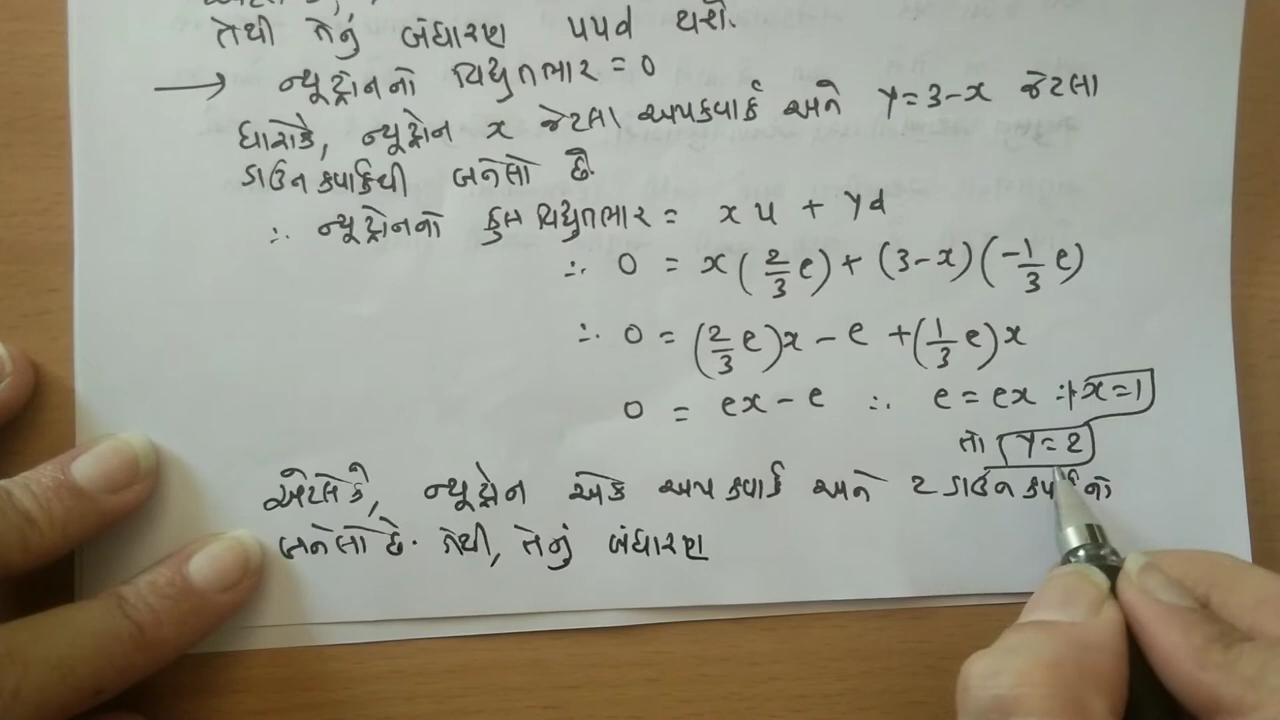 તેથી તેનું બંધારણ પપd થશે.
→ ન્યૂટ્રોનનો વિદ્યુતભાર = 0
ધારોકે, ન્યૂટ્રોન x જેટલા અપક્વાર્ક અને y = 3 - x જેટલા
ડાઉન ક્વાર્કથી બનેલો છે.
∴ ન્યૂટ્રોનનો કુલ વિદ્યુતભાર = xu + yd
∴ 0 = x(2/3 e) + (3-x)(-1/3 e)
∴ 0 = (2/3 e)x - e + (1/3 e)x
0 = ex - e ∴ e = ex ∴ x = 1
તો y = 2
એટલેકે, ન્યૂટ્રોન એક અપ ક્વાર્ક અને 2 ડાઉન ક્વાર્કનો
બનેલો છે. તેથી, તેનું બંધારણ